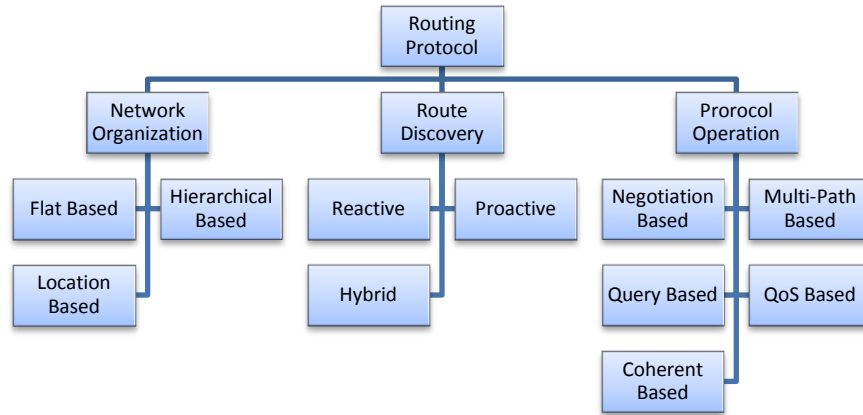 Routing
Protocol
Network
Organization
Route
Discovery
Prorocol
Operation
Flat Based
Hierarchical
Based
Location
Based
Reactive
Proactive
Hybrid
Negotiation
Based
Multi-Path
Based
Query Based
QoS Based
Coherent
Based